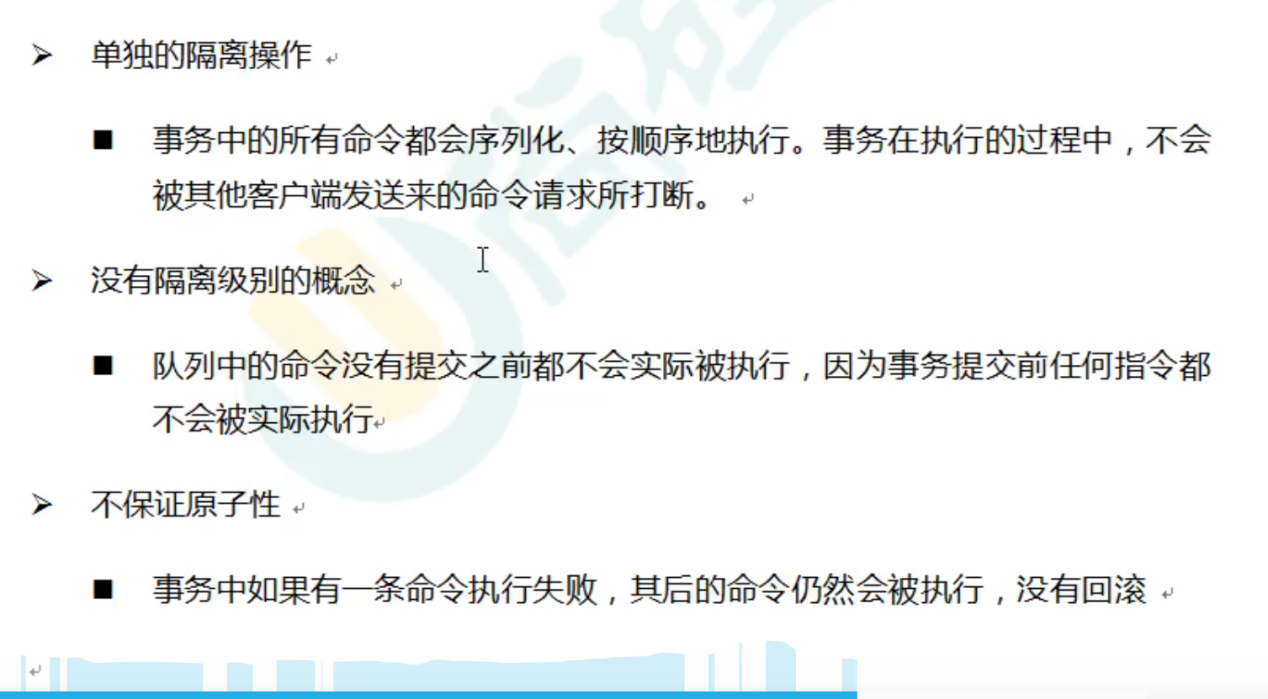 ➢ 单独的隔离操作 ↵
■ 事务中的所有命令都会序列化、按顺序地执行。事务在执行的过程中，不会
被其他客户端发送来的命令请求所打断。 ↵
➢ 没有隔离级别的概念 ↵
■ 队列中的命令没有提交之前都不会实际被执行，因为事务提交前任何指令都
不会被实际执行↵
➢ 不保证原子性 ↵
■ 事务中如果有一条命令执行失败，其后的命令仍然会被执行，没有回滚 ↵
↵